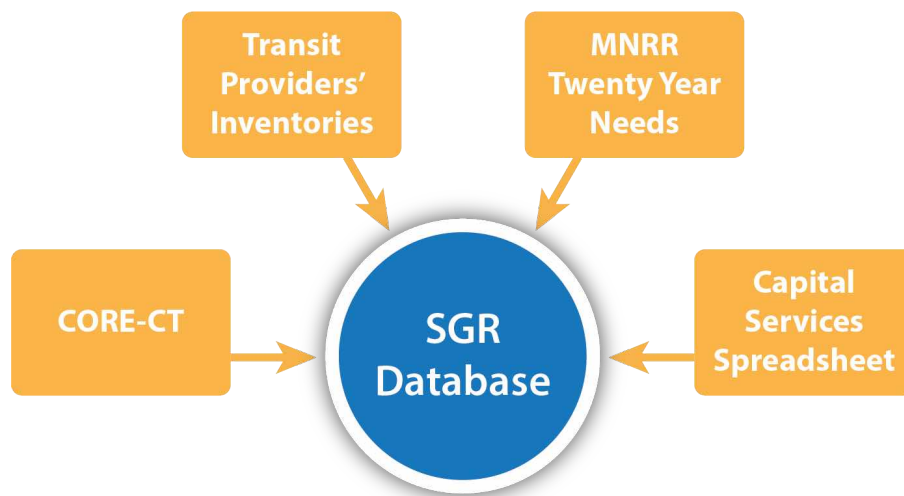 Transit
Providers'
Inventories
MNRR
Twenty Year
Needs
CORE-CT
SGR
Database
Capital
Services
Spreadsheet